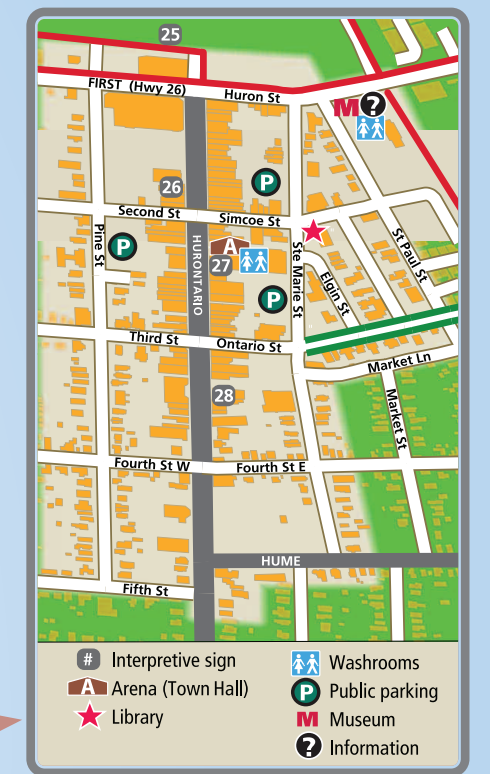 25
FIRST (Hwy 26)
Huron St
M ?
26
P
Second St
Simcoe St
Pine St
P
HURONTARIO
A
27
Ste Marie St
St Paul St
Elgin St
P
Third St
Ontario St
Market Ln
28
Market St
Fourth St W
Fourth St E
HUME
Fifth St
# Interpretive sign
A Arena (Town Hall)
Library
Washrooms
P Public parking
M Museum
? Information